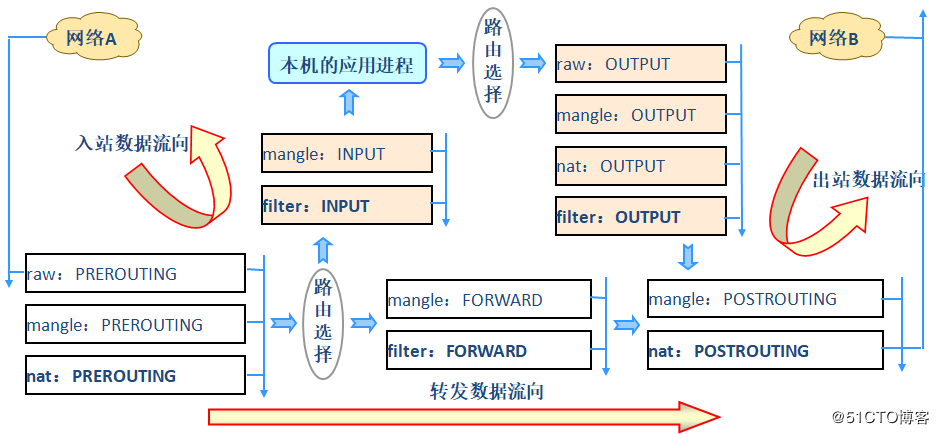 网络A
网络B
本机的应用进程
路由选择
raw：OUTPUT
mangle：OUTPUT
nat：OUTPUT
filter：OUTPUT
入站数据流向
mangle：INPUT
filter：INPUT
出站数据流向
raw：PREROUTING
mangle：PREROUTING
nat：PREROUTING
路由选择
mangle：FORWARD
filter：FORWARD
mangle：POSTROUTING
nat：POSTROUTING
转发数据流向
@51CTO博客